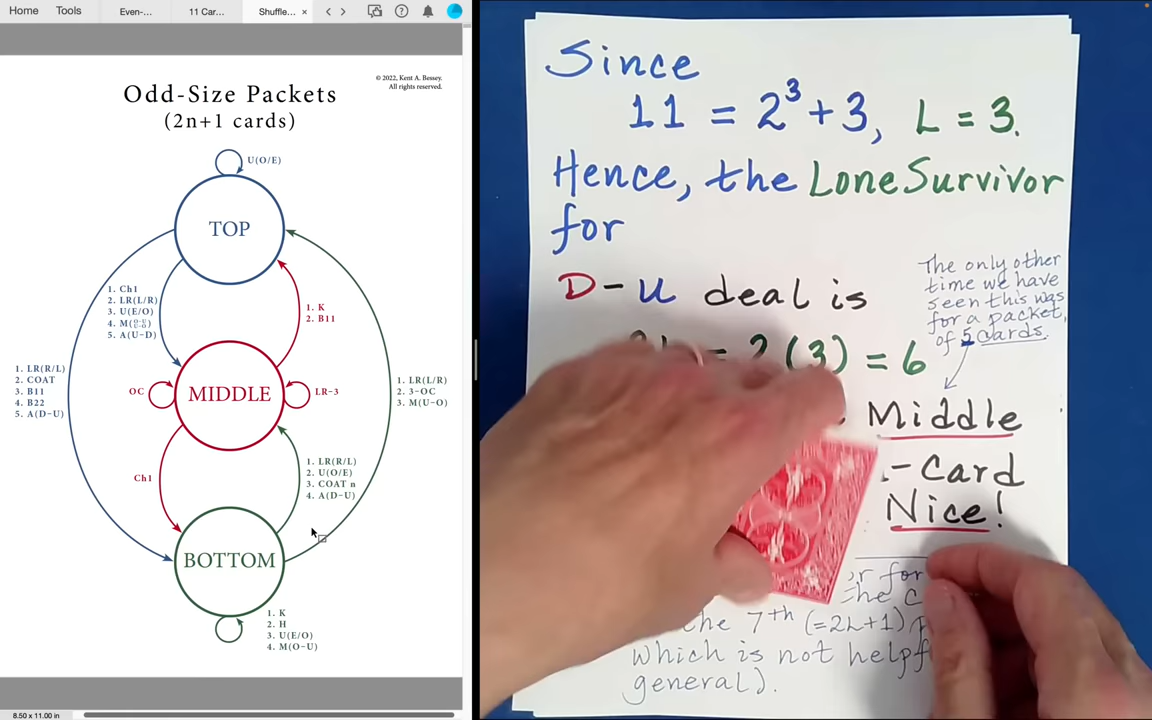 Home Tools Even-... 11 Car... Shuffle... ×
© 2022, Kent A. Bessey.
All rights reserved.
Odd-Size Packets
(2n+1 cards)
U(O/E)
TOP
1. Ch1
2. LR(L/R)
3. U(E/O)
4. M
5. A(U-D)
1. K
2. B11
1. LR(R/L)
2. COAT
3. B11
4. B22
5. A(D-U)
OC
MIDDLE
LR-3
1. LR(L/R)
2. 3-OC
3. M(U-O)
Ch1
1. LR(R/L)
2. U(O/E)
3. COAT n
4. A(D-U)
BOTTOM
1. K
2. H
3. U(E/O)
4. M(O-U)
8.50 x 11.00 in
Since
11 = 2³ + 3, L = 3.
Hence, the Lone Survivor
for
D-U deal is
= 2(3) = 6
The only other
time we have
seen this was
for a packet
of 5 cards.
Middle
-Card
Nice!
for
the 7th (=2L+1)
which is not
general).